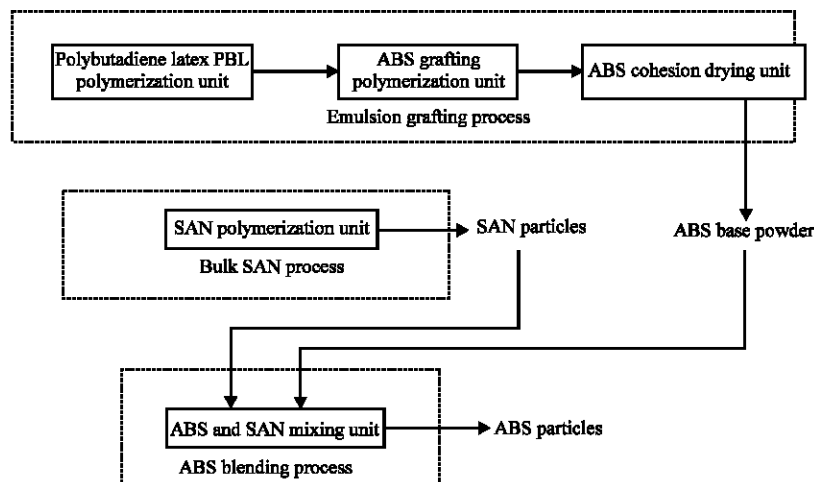 Polybutadiene latex PBL
polymerization unit
ABS grafting
polymerization unit
ABS cohesion drying unit
Emulsion grafting process
SAN polymerization unit
SAN particles
ABS base powder
Bulk SAN process
ABS and SAN mixing unit
ABS particles
ABS blending process